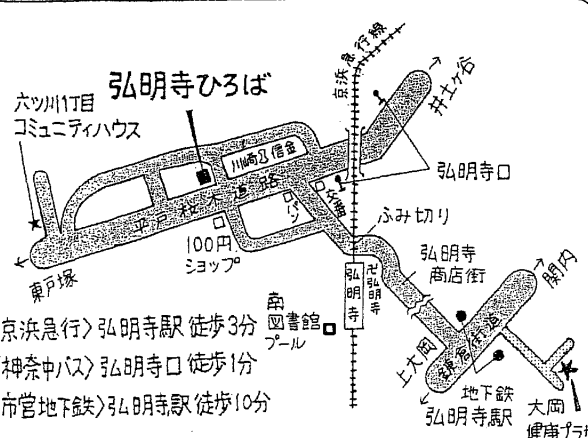 京浜急行線
井土ヶ谷
弘明寺ひろば
六ッ川1丁目
コミュニティハウス
川崎信金
弘明寺口
平戸桜木道路
パン
交番
ふみ切り
100円
ショップ
東戸塚
弘明寺
卍弘明寺
弘明寺
商店街
関内
鎌倉街道
上大岡
南
図書館
プール
地下鉄
弘明寺駅
大岡
健康プラザ
京浜急行〉弘明寺駅 徒歩3分
神奈中バス〉弘明寺口 徒歩1分
市営地下鉄〉弘明寺駅 徒歩10分